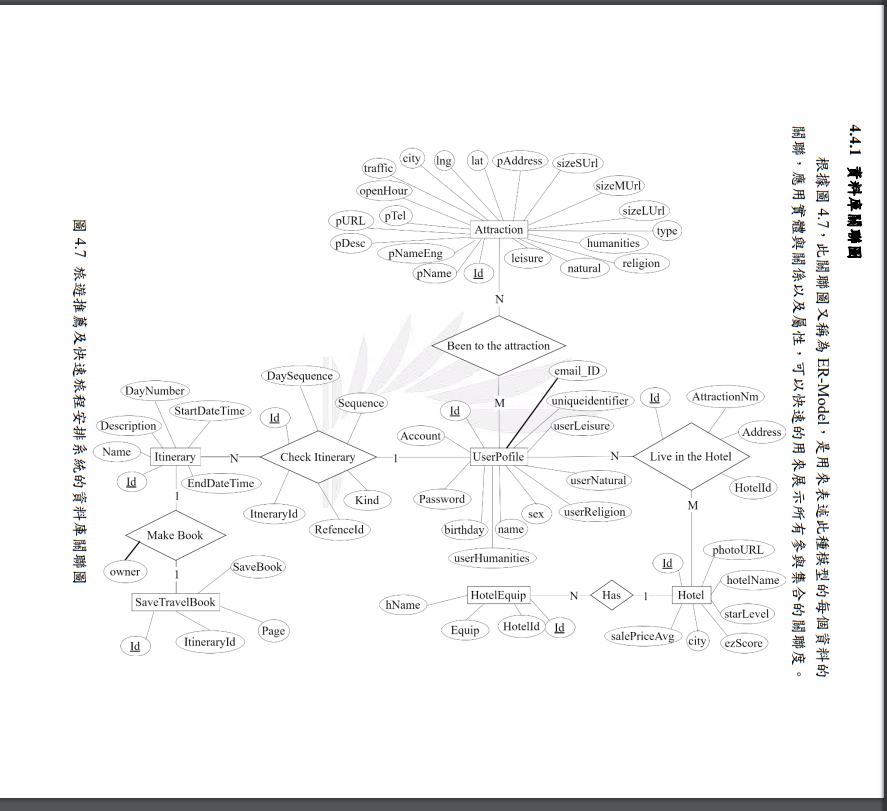 4.4.1 資料庫關聯圖
根據圖 4.7，此關聯圖又稱為 ER-Model，是用來表述此種模型的每個資料的
關聯，應用實體與關係以及屬性，可以快速的用來展示所有參與集合的關聯度。
city
lng
lat
pAddress
sizeSUrl
traffic
openHour
sizeMUrl
pTel
pURL
sizeLUrl
Attraction
type
pDesc
humanities
pNameEng
leisure
religion
pName
Id
natural
N
Been to the attraction
email_ID
M
DaySequence
Sequence
Id
DayNumber
StartDateTime
Description
Name
Itinerary
Id
EndDateTime
N
Check Itinerary
1
ItneraryId
RefenceId
Kind
Id
Account
uniqueidentifier
userLeisure
UserPofile
userNatural
Password
sex
userReligion
birthday
name
userHumanities
N
Id
AttractionNm
Address
Live in the Hotel
HotelId
M
1
Make Book
owner
1
SaveBook
SaveTravelBook
Id
ItineraryId
Page
hName
HotelEquip
Equip
HotelId
Id
N
Has
1
Id
photoURL
hotelName
Hotel
starLevel
salePriceAvg
city
ezScore
圖 4.7 旅遊推薦及快速旅程安排系統的資料庫關聯圖